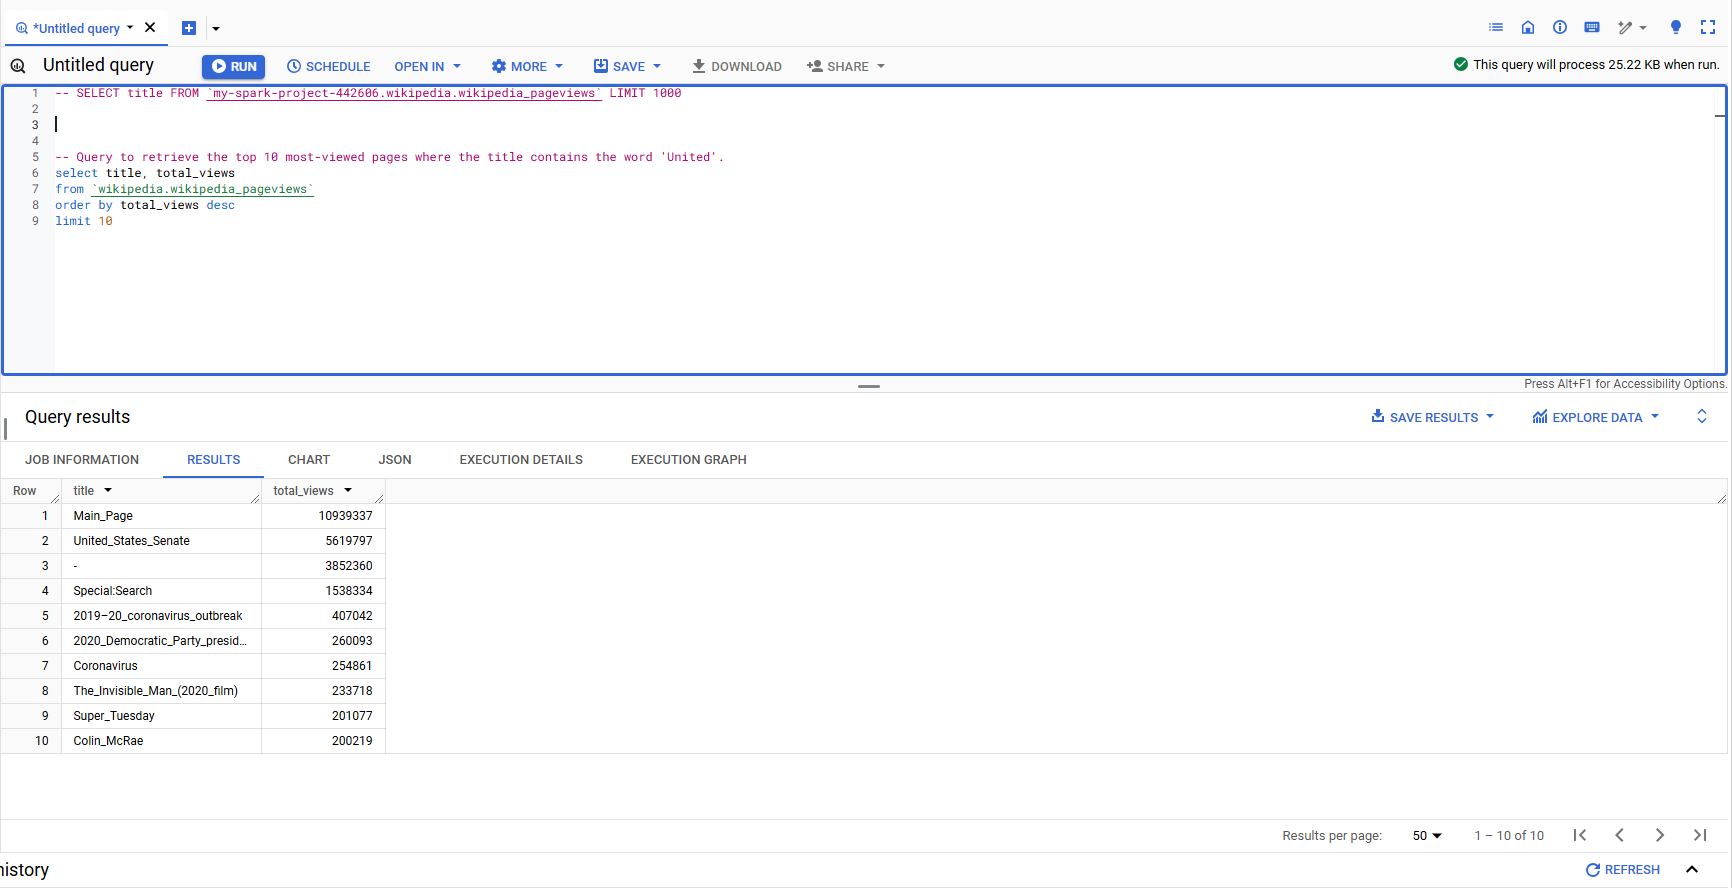 *Untitled query
Untitled query RUN SCHEDULE OPEN IN MORE SAVE DOWNLOAD SHARE This query will process 25.22 KB when run.
1 -- SELECT title FROM `my-spark-project-442606.wikipedia.wikipedia_pageviews` LIMIT 1000
2
3
4
5 -- Query to retrieve the top 10 most-viewed pages where the title contains the word 'United'.
6 select title, total_views
7 from `wikipedia.wikipedia_pageviews`
8 order by total_views desc
9 limit 10
Press Alt+F1 for Accessibility Options.
Query results SAVE RESULTS EXPLORE DATA
JOB INFORMATION RESULTS CHART JSON EXECUTION DETAILS EXECUTION GRAPH
Row title total_views
1 Main_Page 10939337
2 United_States_Senate 5619797
3 - 3852360
4 Special:Search 1538334
5 2019–20_coronavirus_outbreak 407042
6 2020_Democratic_Party_presid... 260093
7 Coronavirus 254861
8 The_Invisible_Man_(2020_film) 233718
9 Super_Tuesday 201077
10 Colin_McRae 200219
Results per page: 50 1 – 10 of 10
history REFRESH